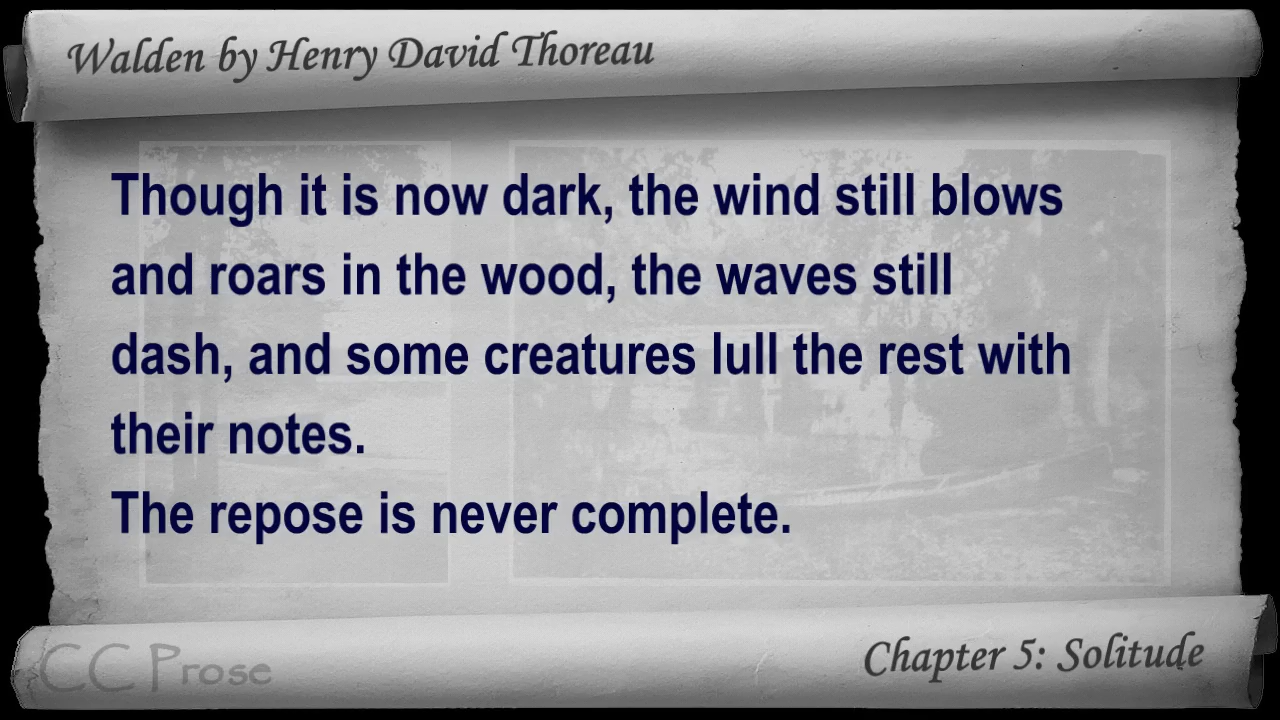 Walden by Henry David Thoreau
Though it is now dark, the wind still blows
and roars in the wood, the waves still
dash, and some creatures lull the rest with
their notes.
The repose is never complete.
CC Prose
Chapter 5: Solitude